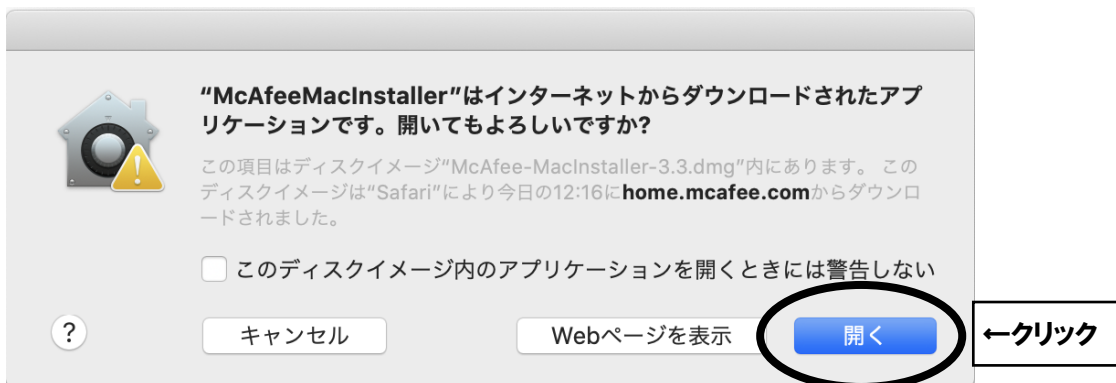 “McAfeeMacInstaller”はインターネットからダウンロードされたアプ
リケーションです。開いてもよろしいですか?
この項目はディスクイメージ“McAfee-MacInstaller-3.3.dmg”内にあります。 この
ディスクイメージは“Safari”により今日の12:16にhome.mcafee.comからダウンロ
ードされました。
このディスクイメージ内のアプリケーションを開くときには警告しない
? キャンセル Webページを表示 開く ←クリック